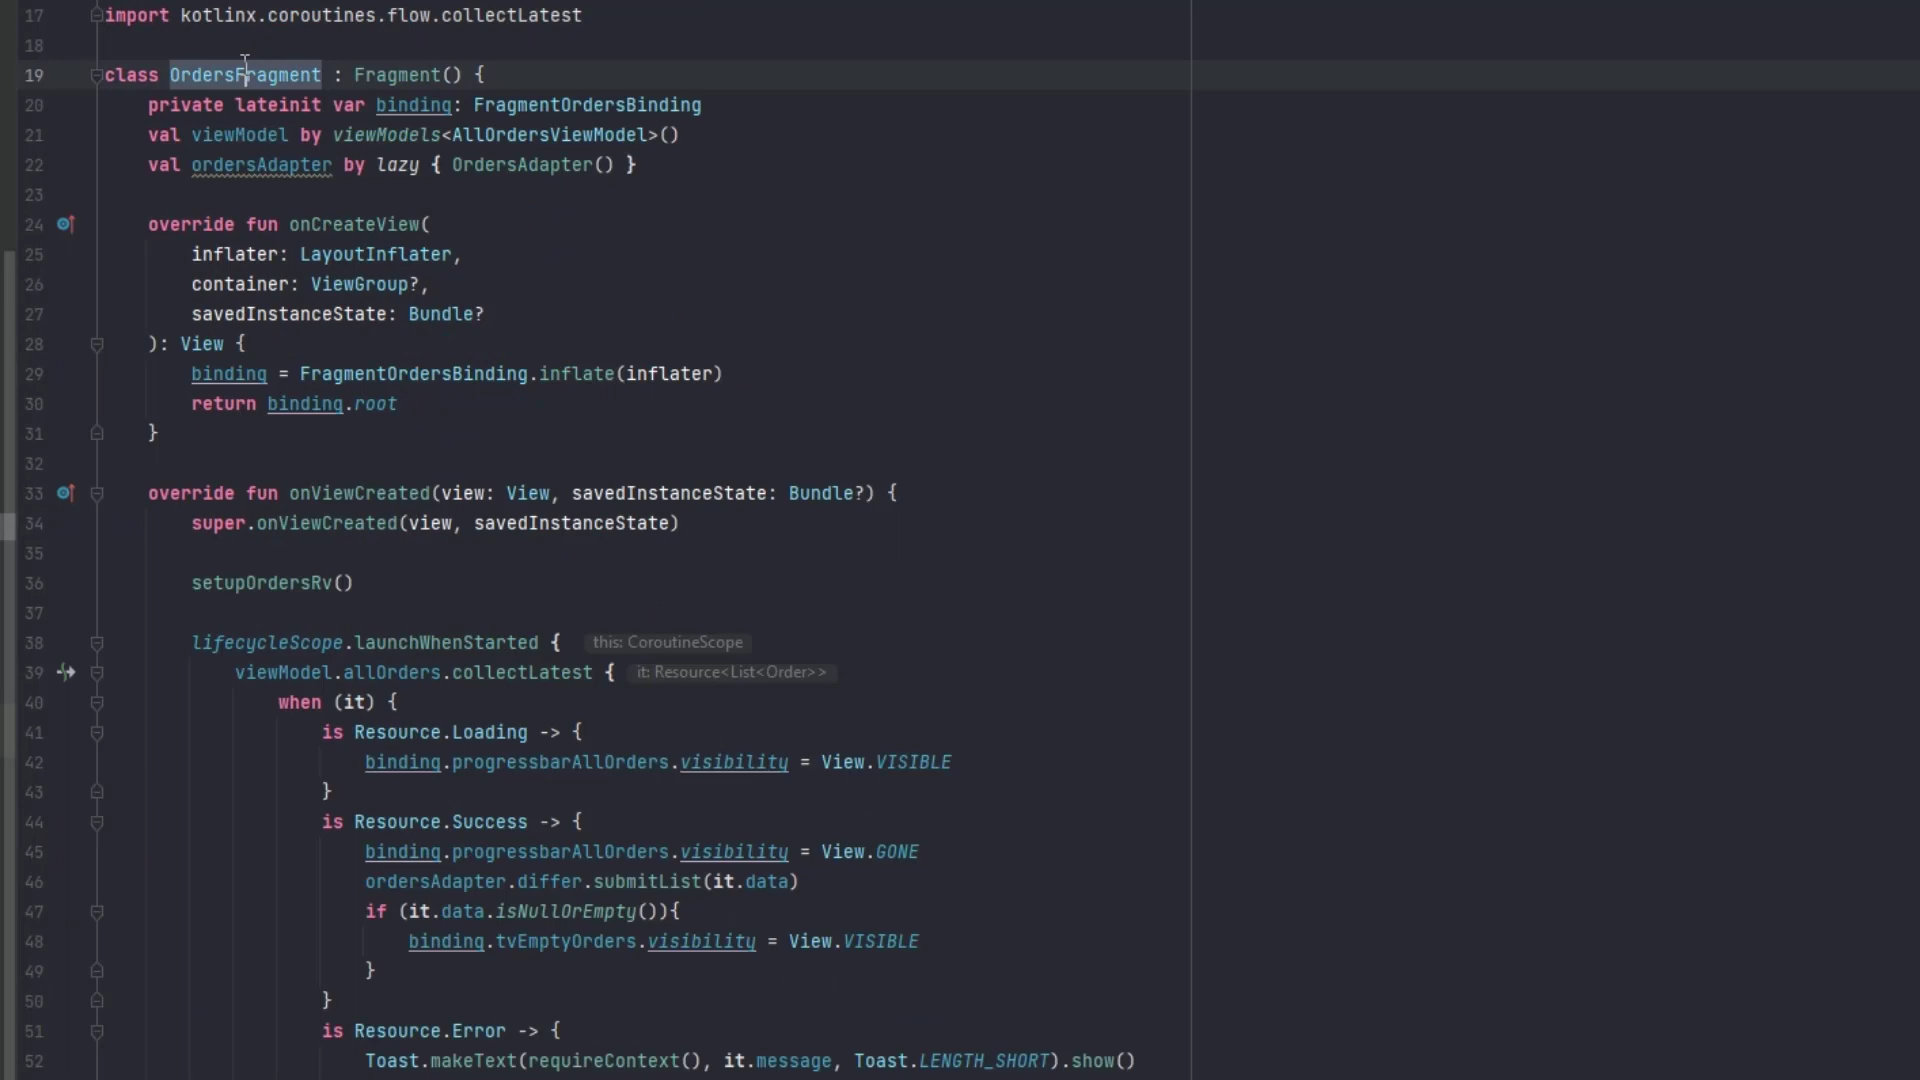 17 import kotlinx.coroutines.flow.collectLatest
18
19 class OrdersFragment : Fragment() {
20     private lateinit var binding: FragmentOrdersBinding
21     val viewModel by viewModels<AllOrdersViewModel>()
22     val ordersAdapter by lazy { OrdersAdapter() }
23
24     override fun onCreateView(
25         inflater: LayoutInflater,
26         container: ViewGroup?,
27         savedInstanceState: Bundle?
28     ): View {
29         binding = FragmentOrdersBinding.inflate(inflater)
30         return binding.root
31     }
32
33     override fun onViewCreated(view: View, savedInstanceState: Bundle?) {
34         super.onViewCreated(view, savedInstanceState)
35
36         setupOrdersRv()
37
38         lifecycleScope.launchWhenStarted { this: CoroutineScope
39             viewModel.allOrders.collectLatest { it: Resource<List<Order>>
40                 when (it) {
41                     is Resource.Loading -> {
42                         binding.progressbarAllOrders.visibility = View.VISIBLE
43                     }
44                     is Resource.Success -> {
45                         binding.progressbarAllOrders.visibility = View.GONE
46                         ordersAdapter.differ.submitList(it.data)
47                         if (it.data.isNullOrEmpty()){
48                             binding.tvEmptyOrders.visibility = View.VISIBLE
49                         }
50                     }
51                     is Resource.Error -> {
52                         Toast.makeText(requireContext(), it.message, Toast.LENGTH_SHORT).show()